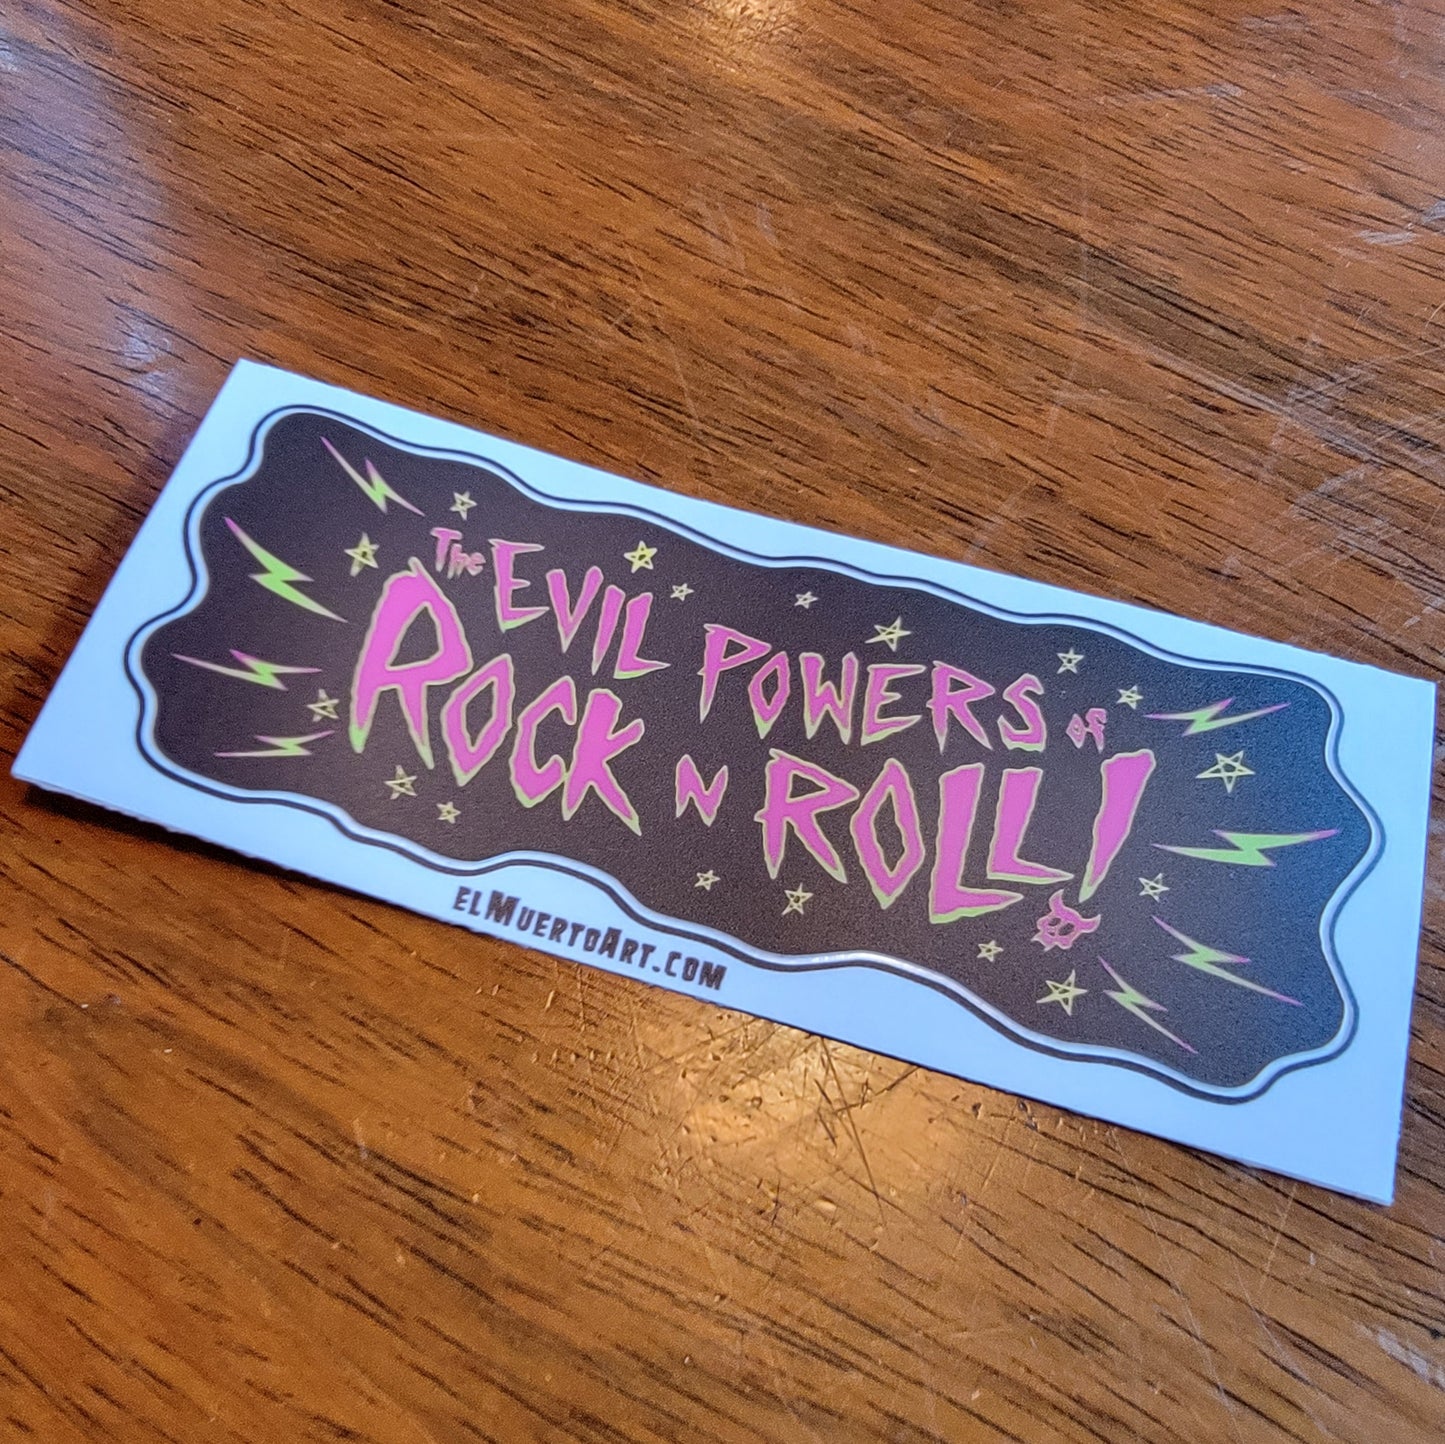 The EVIL POWERS OF
ROCK N ROLL!
elMuertoArt.com